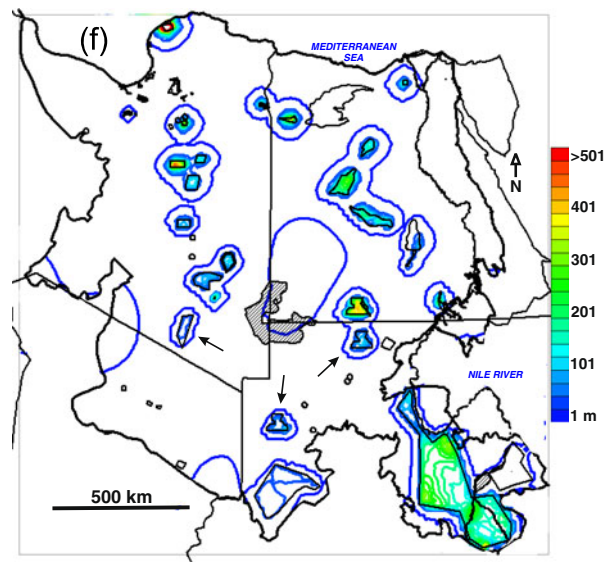 (f)
MEDITERRANEAN
SEA
N
>501
401
301
201
101
1 m
NILE RIVER
500 km